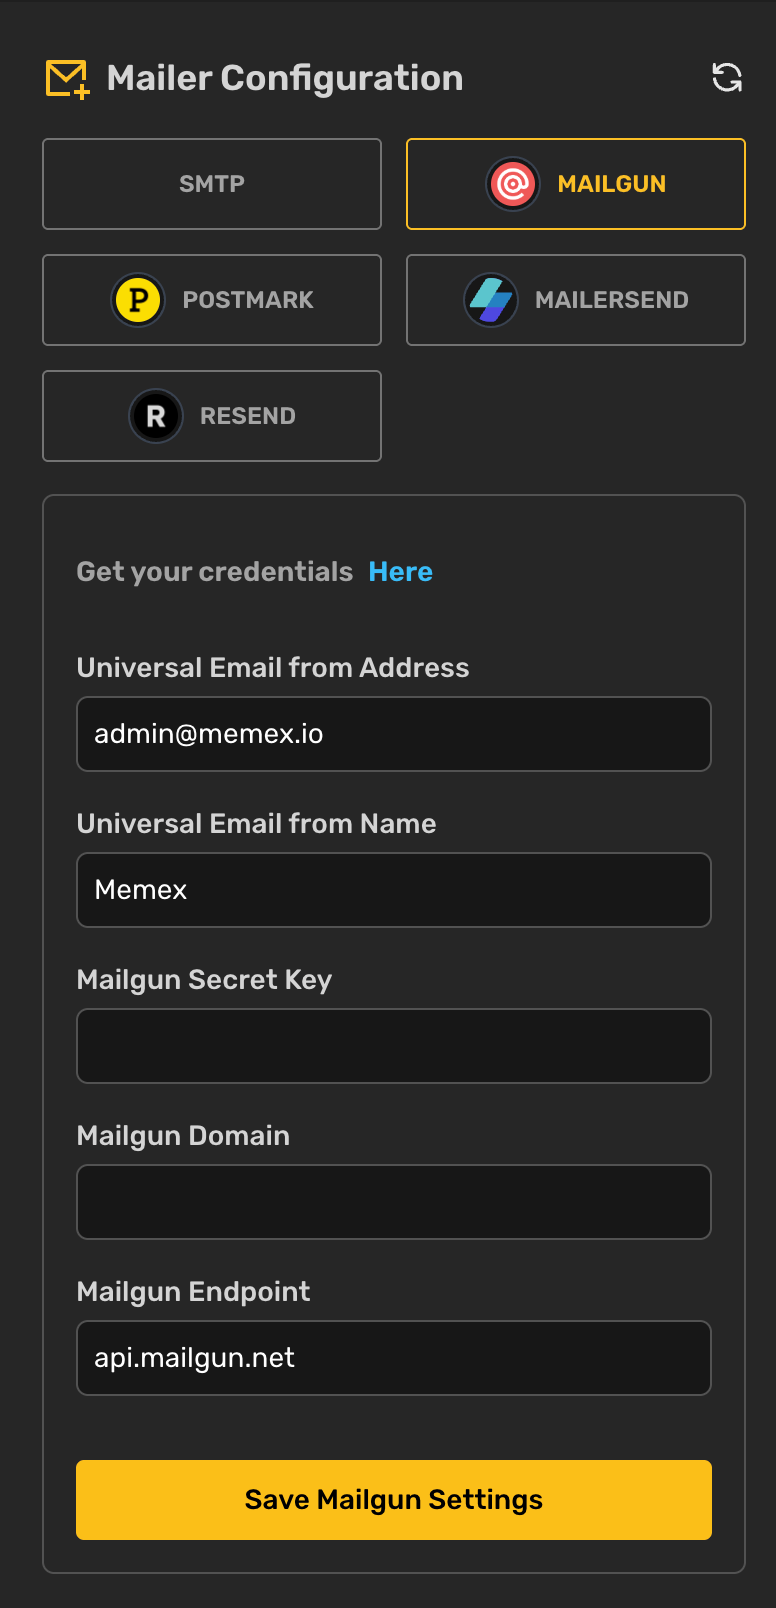 Mailer Configuration
SMTP
MAILGUN
P POSTMARK
MAILERSEND
R RESEND
Get your credentials Here
Universal Email from Address
admin@memex.io
Universal Email from Name
Memex
Mailgun Secret Key
Mailgun Domain
Mailgun Endpoint
api.mailgun.net
Save Mailgun Settings